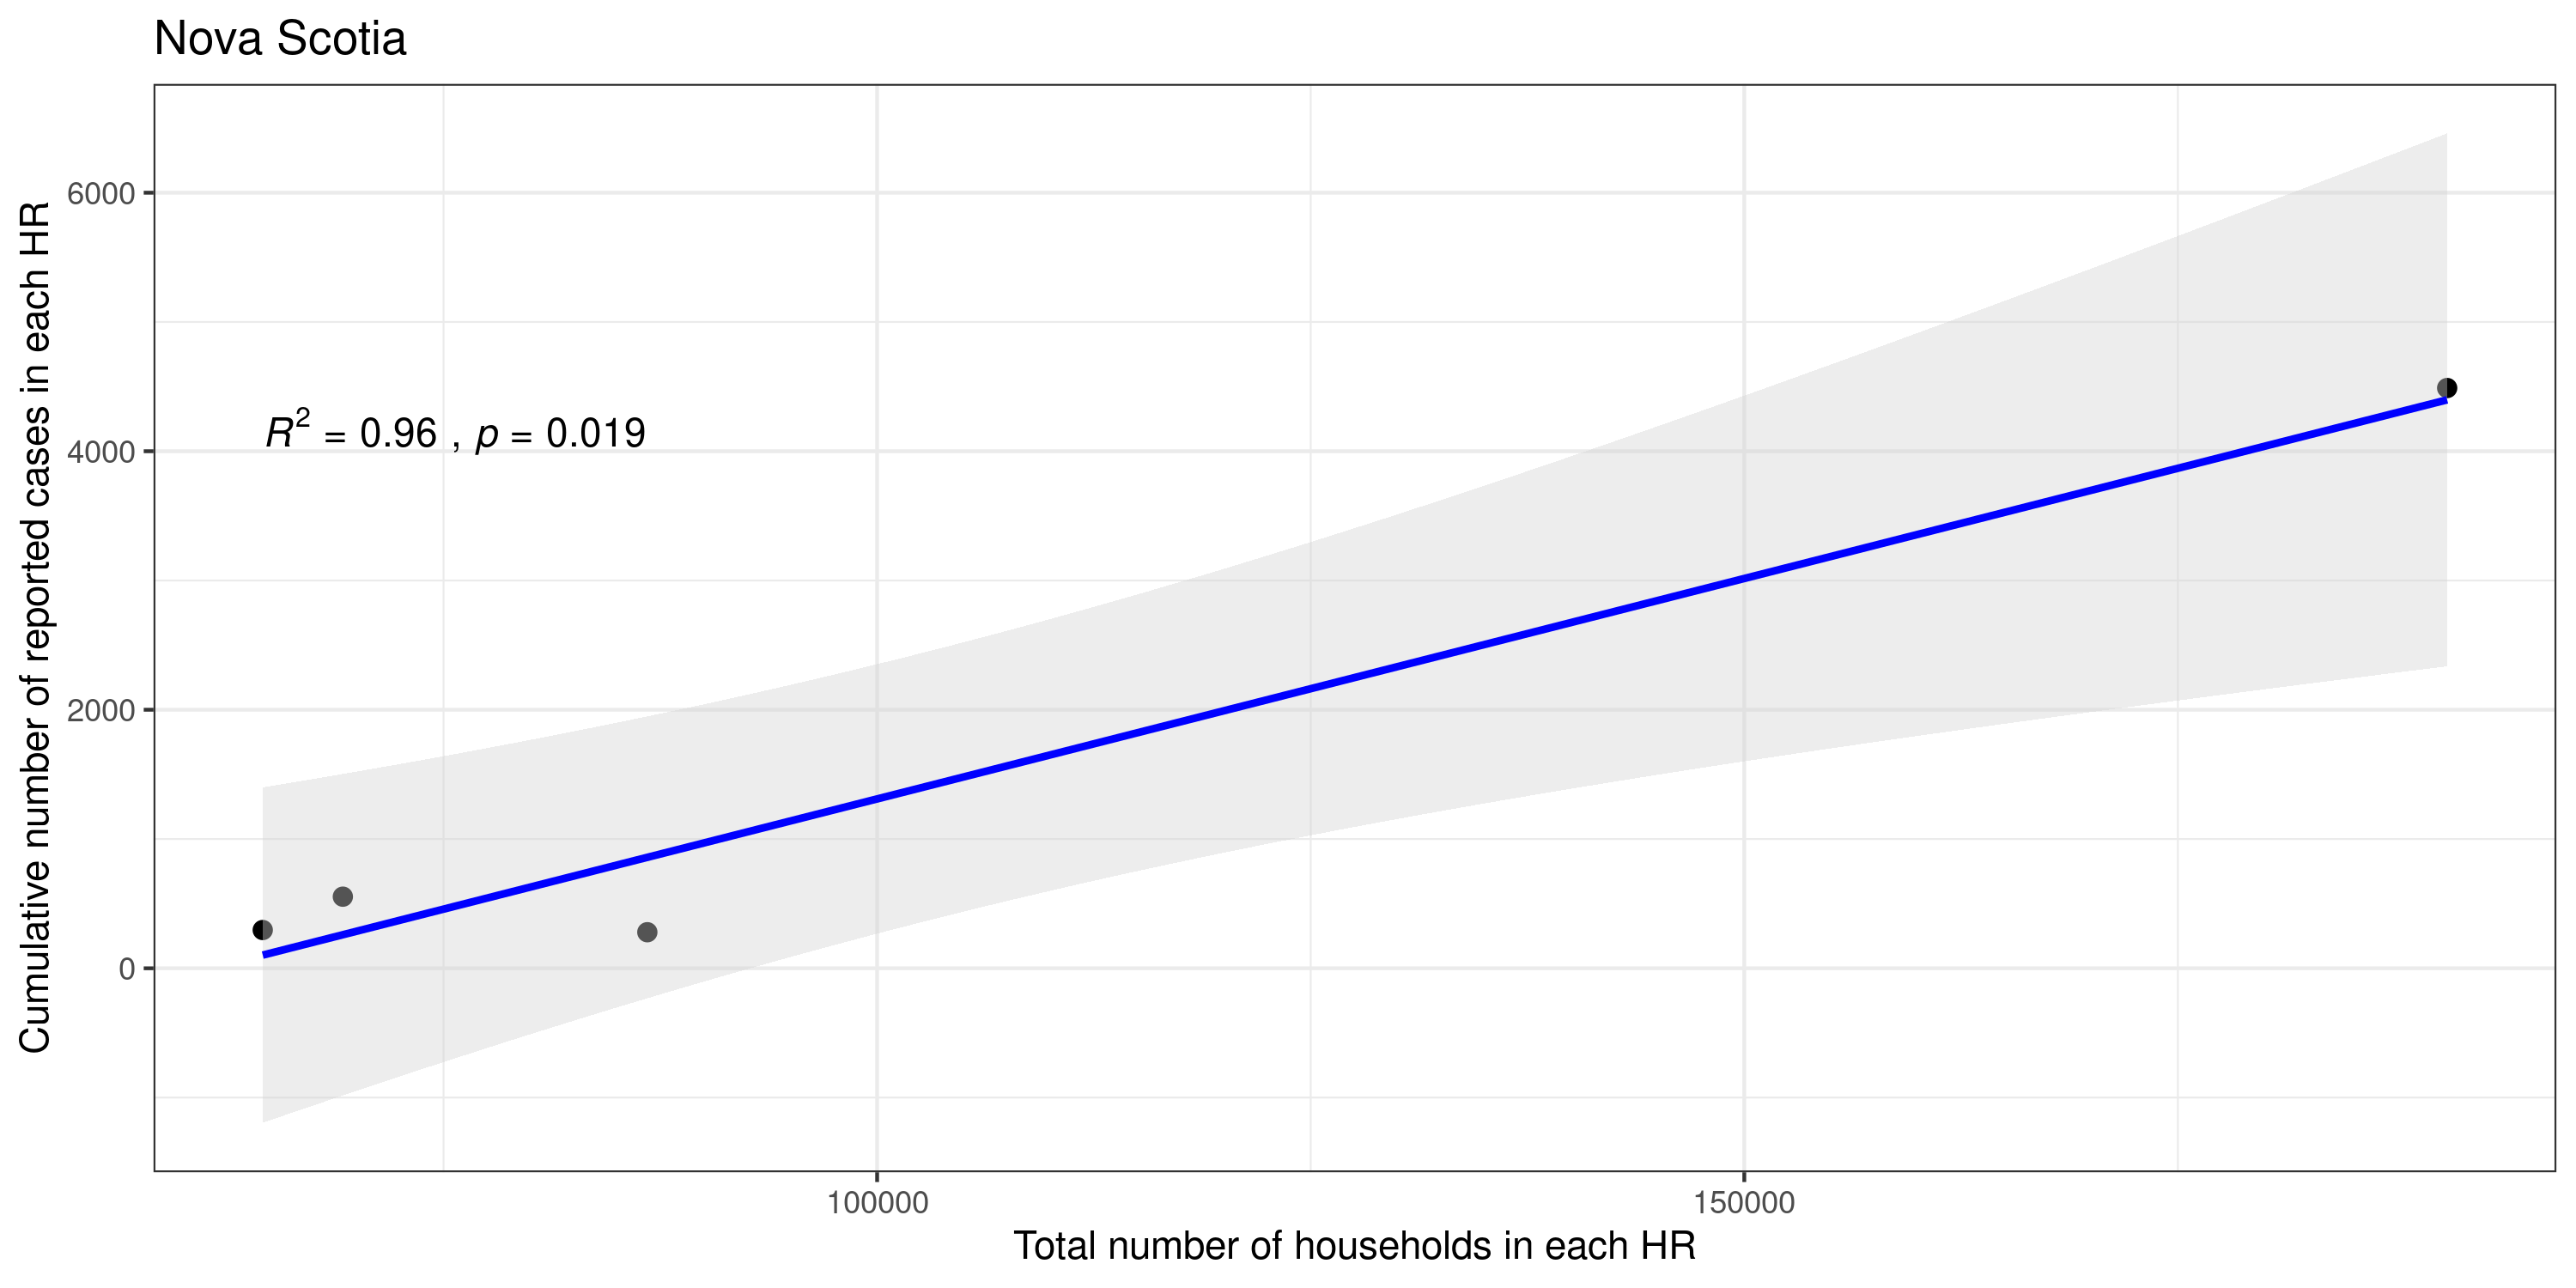 Nova Scotia
Cumulative number of reported cases in each HR
6000
4000
2000
0
R² = 0.96 , p = 0.019
100000
150000
Total number of households in each HR